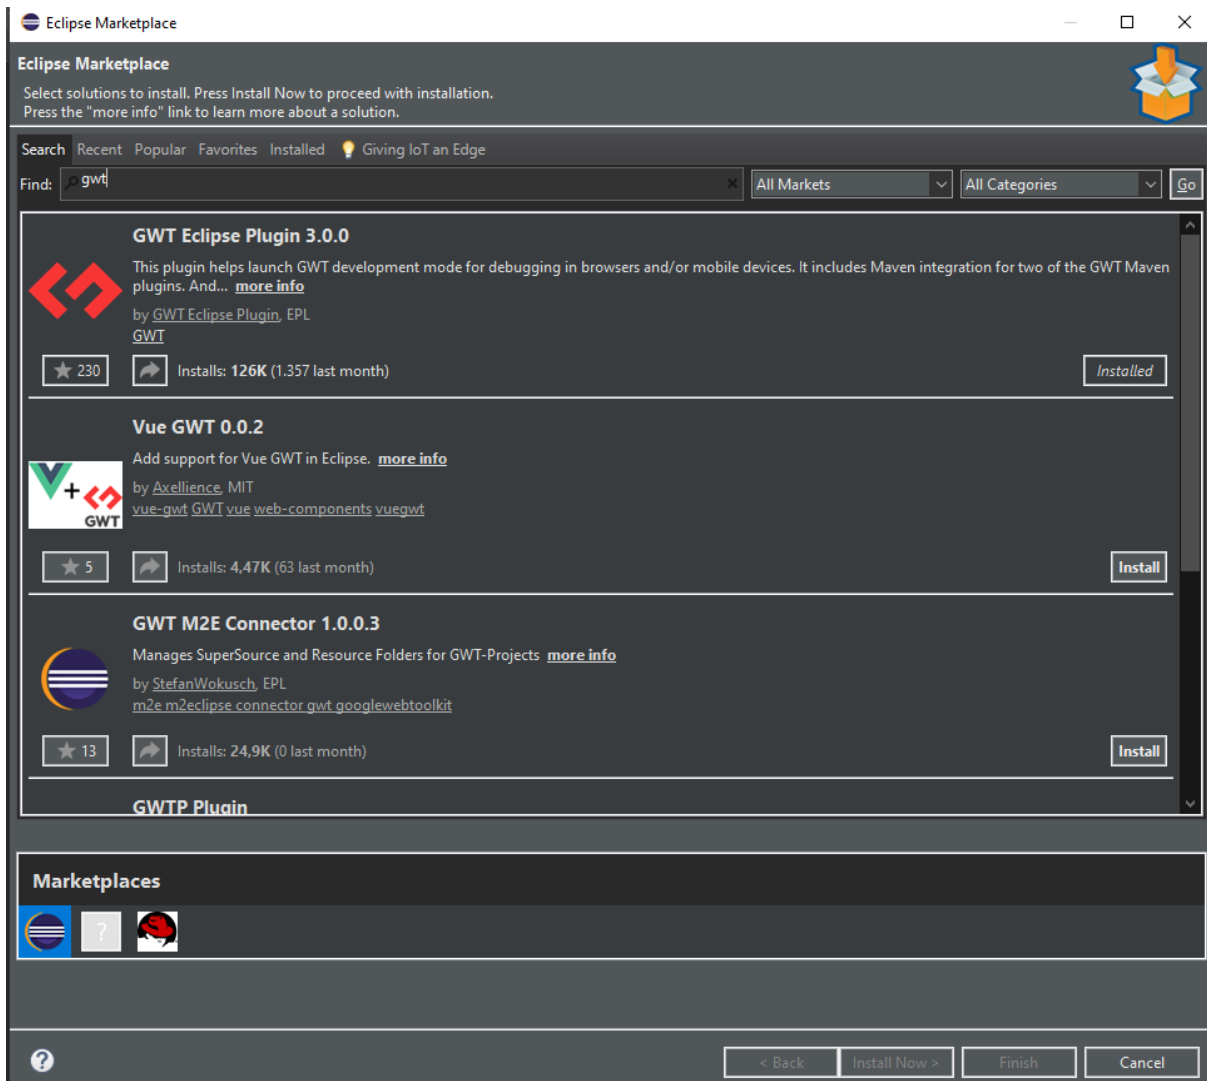 Eclipse Marketplace
Eclipse Marketplace
Select solutions to install. Press Install Now to proceed with installation.
Press the "more info" link to learn more about a solution.
Search Recent Popular Favorites Installed Giving IoT an Edge
Find: gwt All Markets All Categories Go
GWT Eclipse Plugin 3.0.0
This plugin helps launch GWT development mode for debugging in browsers and/or mobile devices. It includes Maven integration for two of the GWT Maven
plugins. And... more info
by GWT Eclipse Plugin, EPL
GWT
230 Installs: 126K (1.357 last month) Installed
Vue GWT 0.0.2
Add support for Vue GWT in Eclipse. more info
by Axellience, MIT
vue-gwt GWT vue web-components vuegwt
GWT
5 Installs: 4,47K (63 last month) Install
GWT M2E Connector 1.0.0.3
Manages SuperSource and Resource Folders for GWT-Projects more info
by StefanWokusch, EPL
m2e m2eclipse connector gwt googlewebtoolkit
13 Installs: 24,9K (0 last month) Install
GWTP Plugin
Marketplaces
?
? < Back Install Now > Finish Cancel